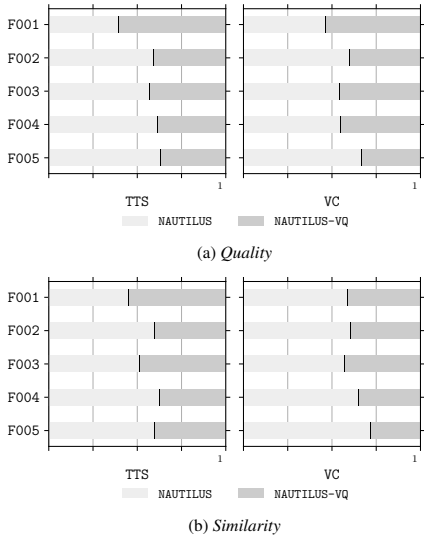 F001
F002
F003
F004
F005
1 1
TTS VC
NAUTILUS NAUTILUS-VQ
(a) Quality
F001
F002
F003
F004
F005
1 1
TTS VC
NAUTILUS NAUTILUS-VQ
(b) Similarity